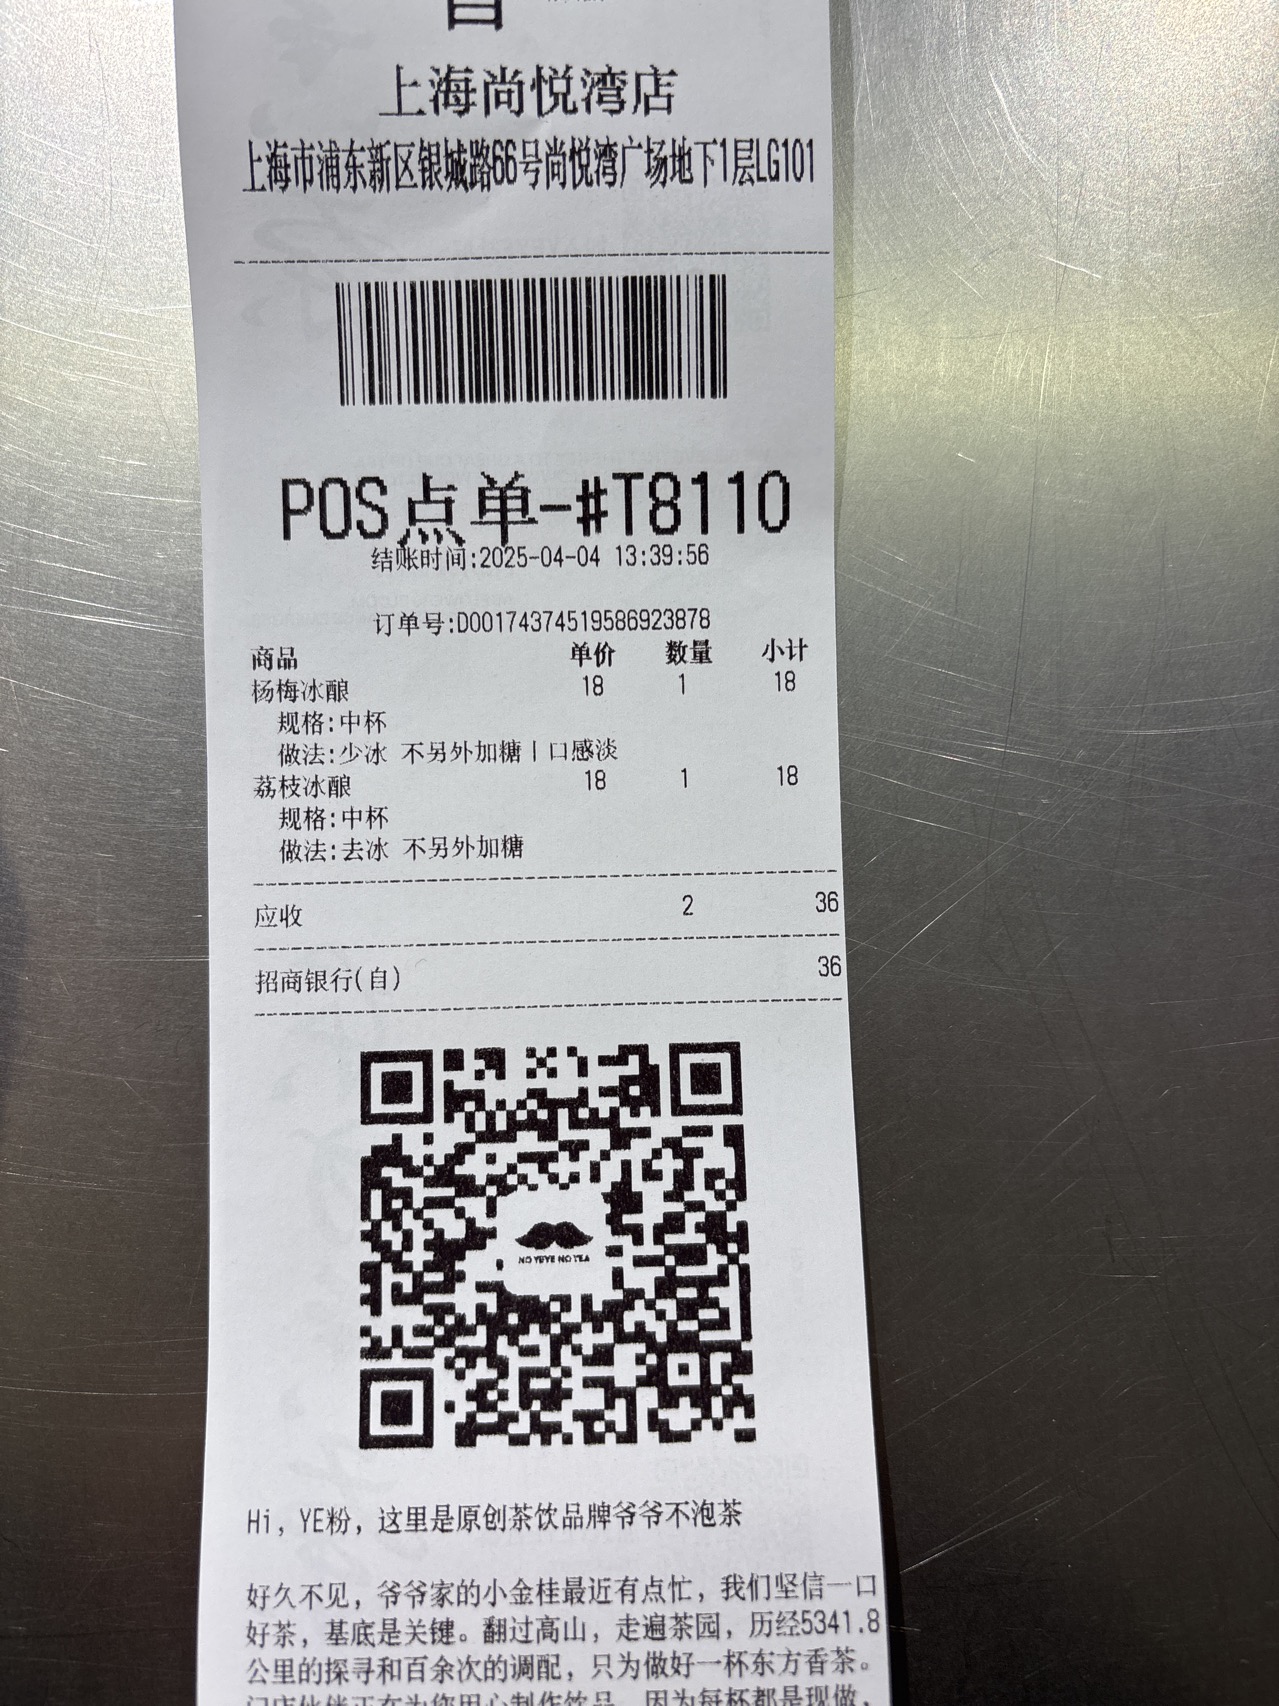 上海尚悦湾店
上海市浦东新区银城路66号尚悦湾广场地下1层LG101
POS点单-#T8110
结账时间:2025-04-04 13:39:56
订单号:D001743745195869​23878
商品 单价 数量 小计
杨梅冰酿 18 1 18
规格:中杯
做法:少冰 不另外加糖丨口感淡
荔枝冰酿 18 1 18
规格:中杯
做法:去冰 不另外加糖
应收 2 36
招商银行(自) 36
NO YEYE NO TEA
Hi, YE粉, 这里是原创茶饮品牌爷爷不泡茶
好久不见, 爷爷家的小金桂最近有点忙, 我们坚信一口
好茶, 基底是关键。翻过高山, 走遍茶园, 历经5341.8
公里的探寻和百余次的调配, 只为做好一杯东方香茶。